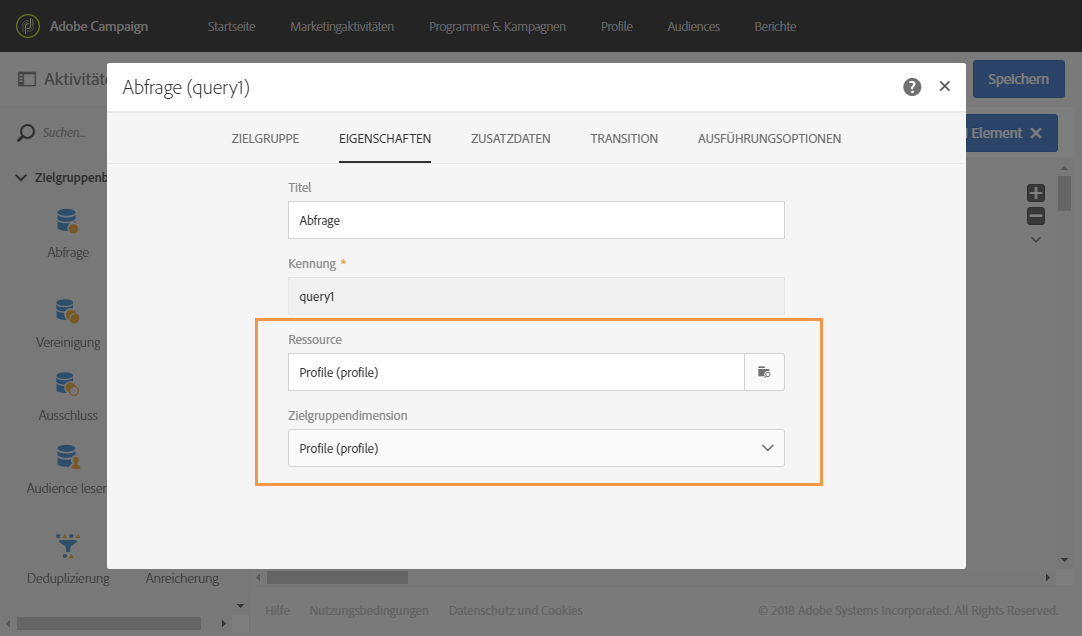 Adobe Campaign
Startseite
Marketingaktivitäten
Programme & Kampagnen
Profile
Audiences
Berichte
Aktivität
Speichern
Abfrage (query1)
Suchen...
Element
ZIELGRUPPE
EIGENSCHAFTEN
ZUSATZDATEN
TRANSITION
AUSFÜHRUNGSOPTIONEN
Zielgruppenb
Titel
Abfrage
Abfrage
Kennung *
query1
Vereinigung
Ressource
Profile (profile)
Ausschluss
Zielgruppendimension
Profile (profile)
Audience lesen
Deduplizierung
Anreicherung
Hilfe
Nutzungsbedingungen
Datenschutz und Cookies
© 2018 Adobe Systems Incorporated. All Rights Reserved.